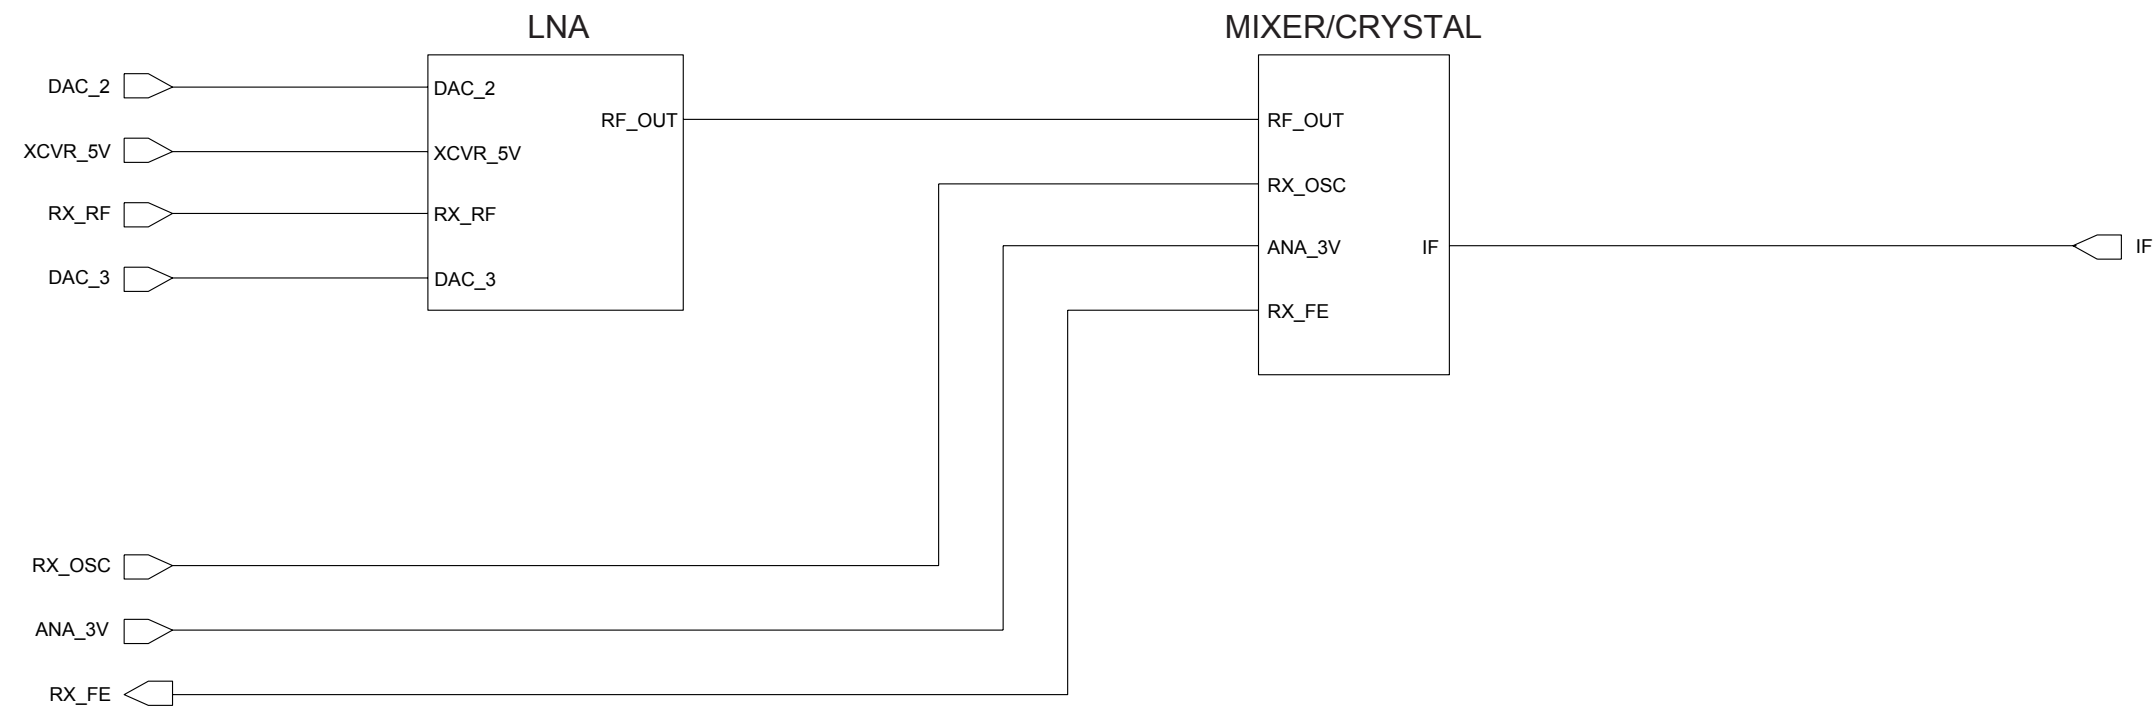 LNA
MIXER/CRYSTAL
DAC_2
DAC_2
RF_OUT
RF_OUT
XCVR_5V
XCVR_5V
RX_OSC
RX_RF
RX_RF
ANA_3V
IF
IF
DAC_3
DAC_3
RX_FE
RX_OSC
ANA_3V
RX_FE